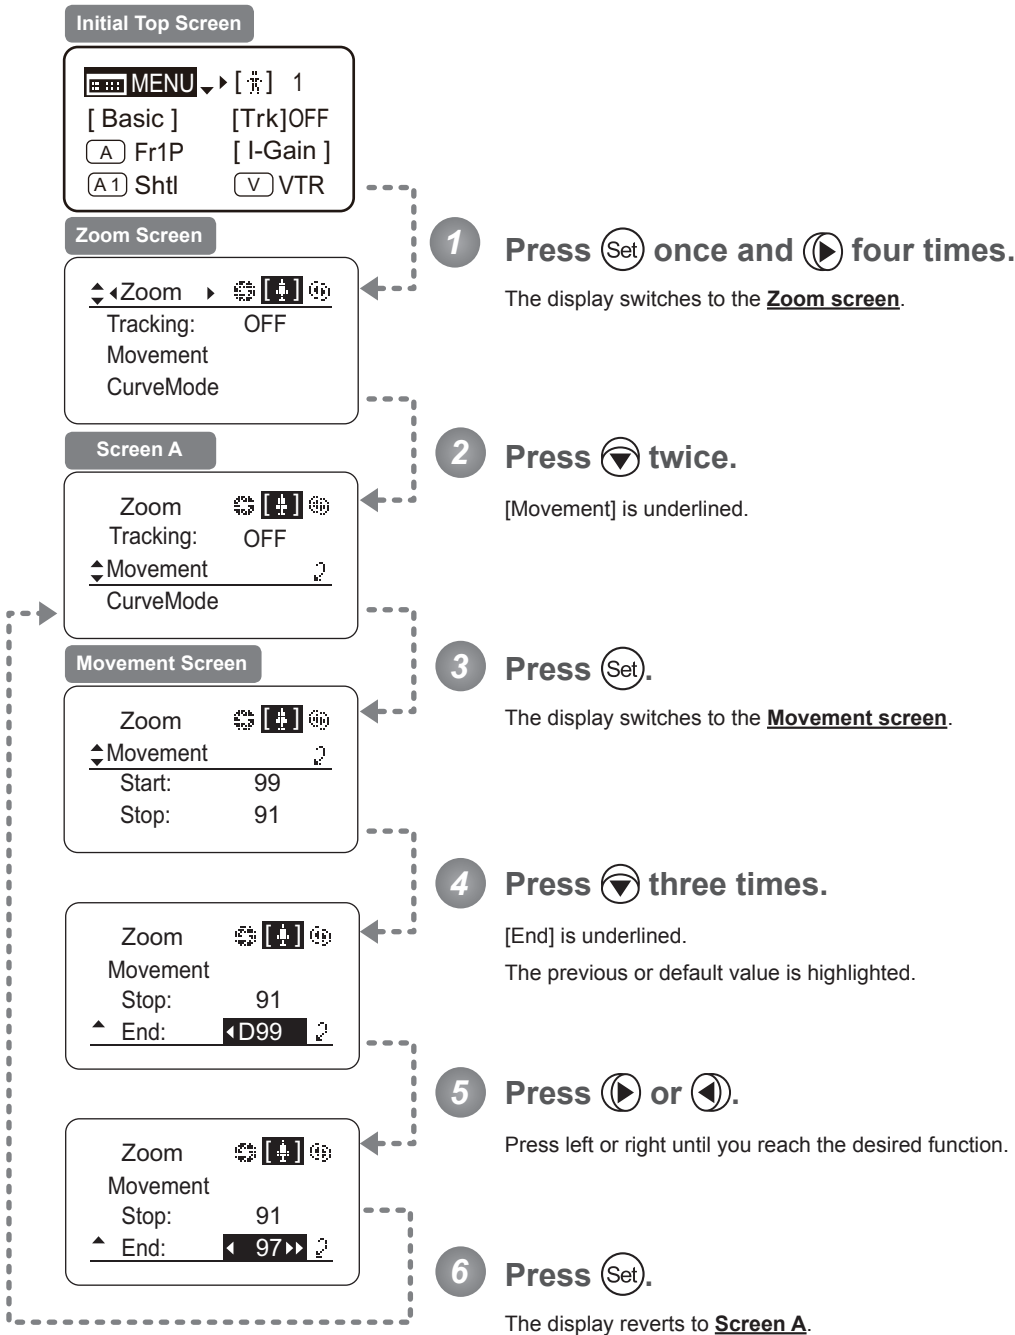 Initial Top Screen
MENU [ ] 1
[ Basic ] [Trk]OFF
A Fr1P [ I-Gain ]
A1 Shtl V VTR
Zoom Screen
Zoom [ ]
Tracking: OFF
Movement
CurveMode
1 Press Set once and four times.
The display switches to the Zoom screen.
Screen A
Zoom [ ]
Tracking: OFF
Movement
CurveMode
2 Press twice.
[Movement] is underlined.
Movement Screen
Zoom [ ]
Movement
Start: 99
Stop: 91
3 Press Set.
The display switches to the Movement screen.
Zoom [ ]
Movement
Stop: 91
End: D99
4 Press three times.
[End] is underlined.
The previous or default value is highlighted.
Zoom [ ]
Movement
Stop: 91
End: 97
5 Press or .
Press left or right until you reach the desired function.
6 Press Set.
The display reverts to Screen A.